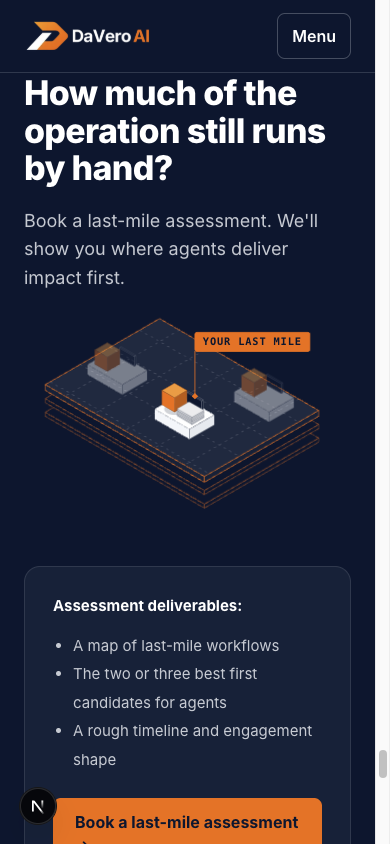 DaVero AI
Menu
How much of the
operation still runs
by hand?
Book a last-mile assessment. We'll
show you where agents deliver
impact first.
YOUR LAST MILE
Assessment deliverables:
• A map of last-mile workflows
• The two or three best first
candidates for agents
• A rough timeline and engagement
shape
N
Book a last-mile assessment